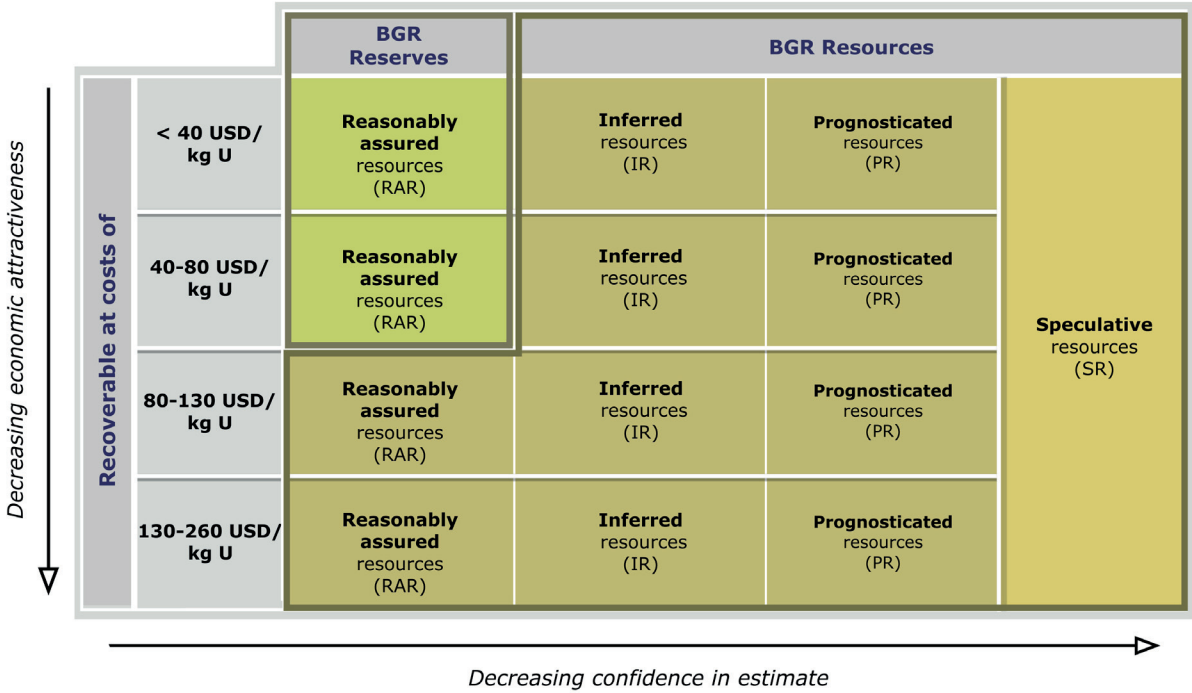 BGR
Reserves
BGR Resources
Decreasing economic attractiveness
Recoverable at costs of
< 40 USD/
kg U
Reasonably
assured
resources
(RAR)
Inferred
resources
(IR)
Prognosticated
resources
(PR)
40-80 USD/
kg U
Reasonably
assured
resources
(RAR)
Inferred
resources
(IR)
Prognosticated
resources
(PR)
Speculative
resources
(SR)
80-130 USD/
kg U
Reasonably
assured
resources
(RAR)
Inferred
resources
(IR)
Prognosticated
resources
(PR)
130-260 USD/
kg U
Reasonably
assured
resources
(RAR)
Inferred
resources
(IR)
Prognosticated
resources
(PR)
Decreasing confidence in estimate